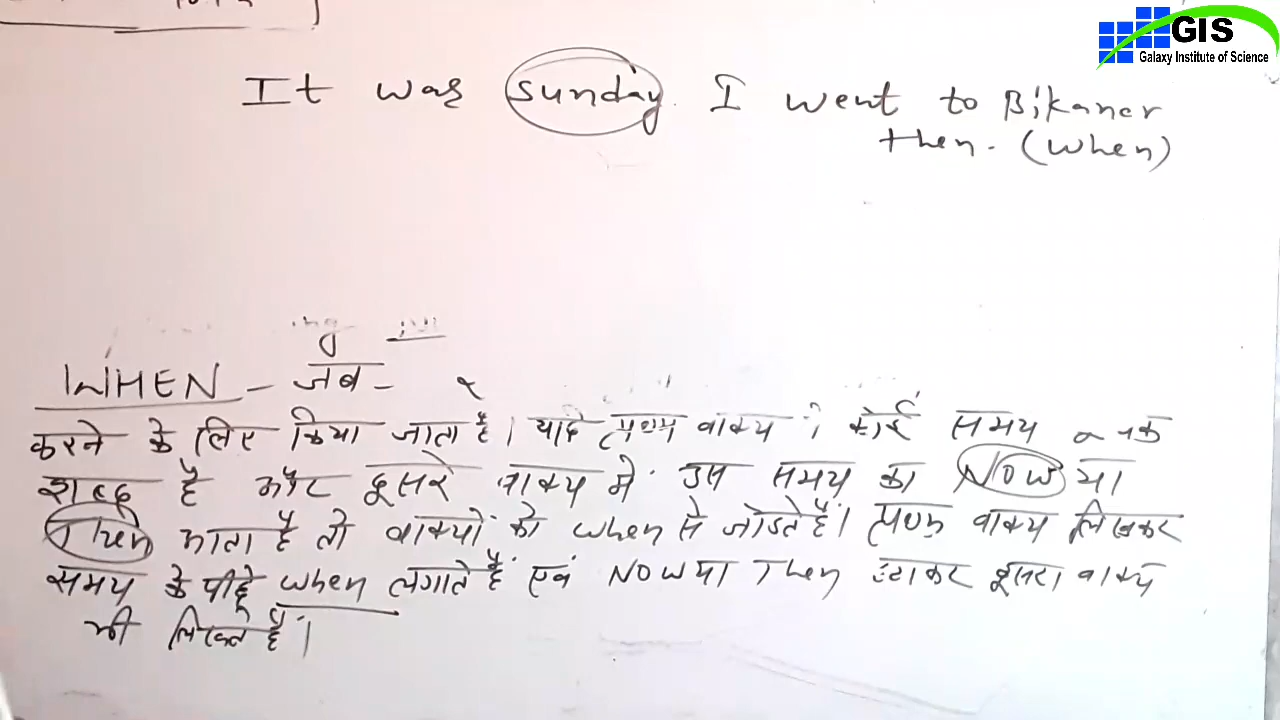 GIS
Galaxy Institute of Science
It was sunday. I went to Bikaner
then. (when)
WHEN - जब -
करने के लिए किया जाता है। यदि प्रथम वाक्य में कोई समय
शब्द है और दूसरे वाक्य में उस समय का NOW या
Then आता है तो वाक्यों को when से जोडते है। प्रथम वाक्य लिखकर
समय के पीछे when लगाते है एवं NOW या Then हटाकर दूसरा वाक्य
भी लिखते है।